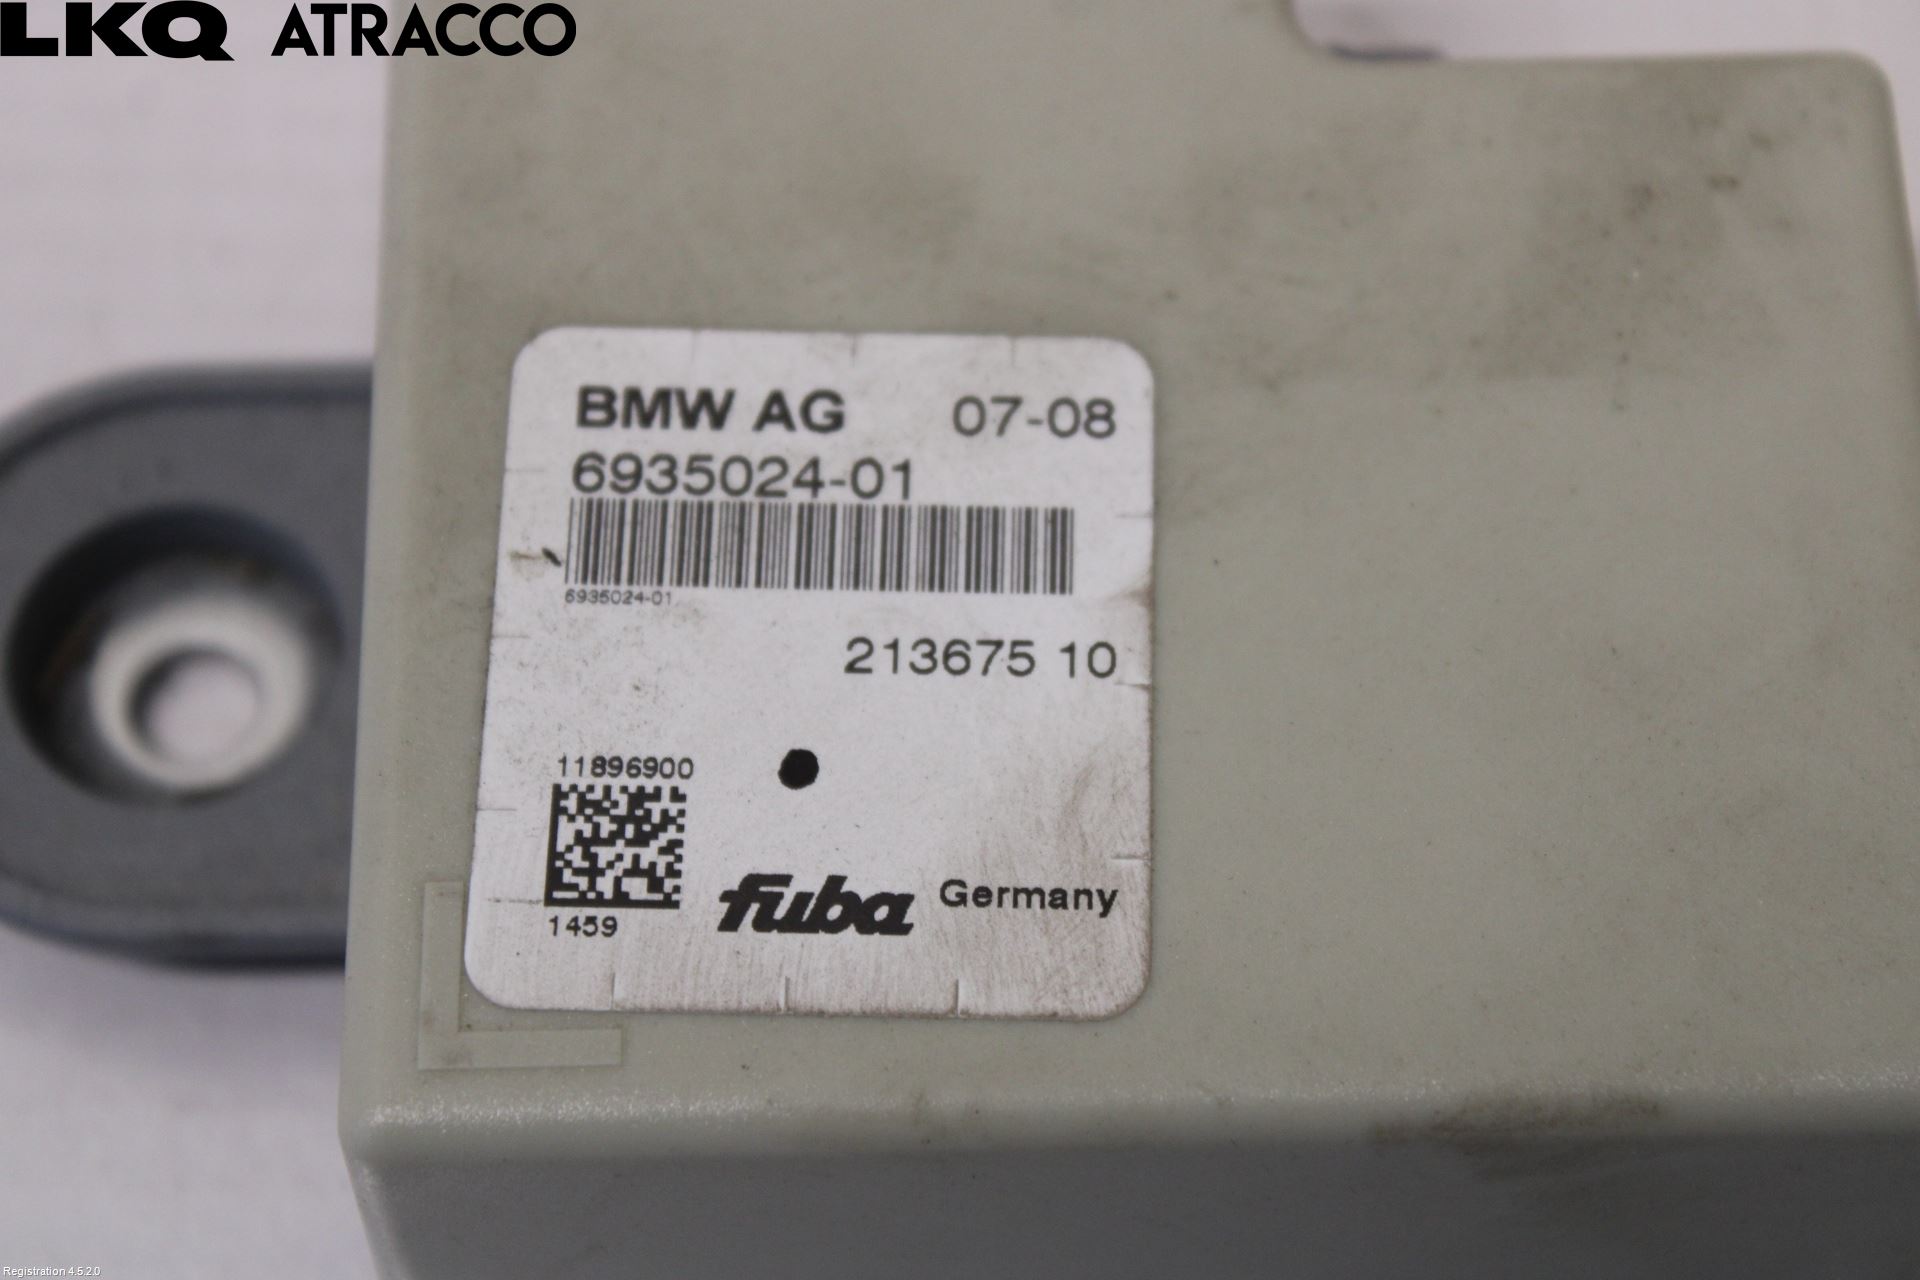 LKQ ATRACCO
BMW AG 07-08
6935024-01
6935024-01
213675 10
11896900
1459
fuba Germany
Registration 4.5.2.0